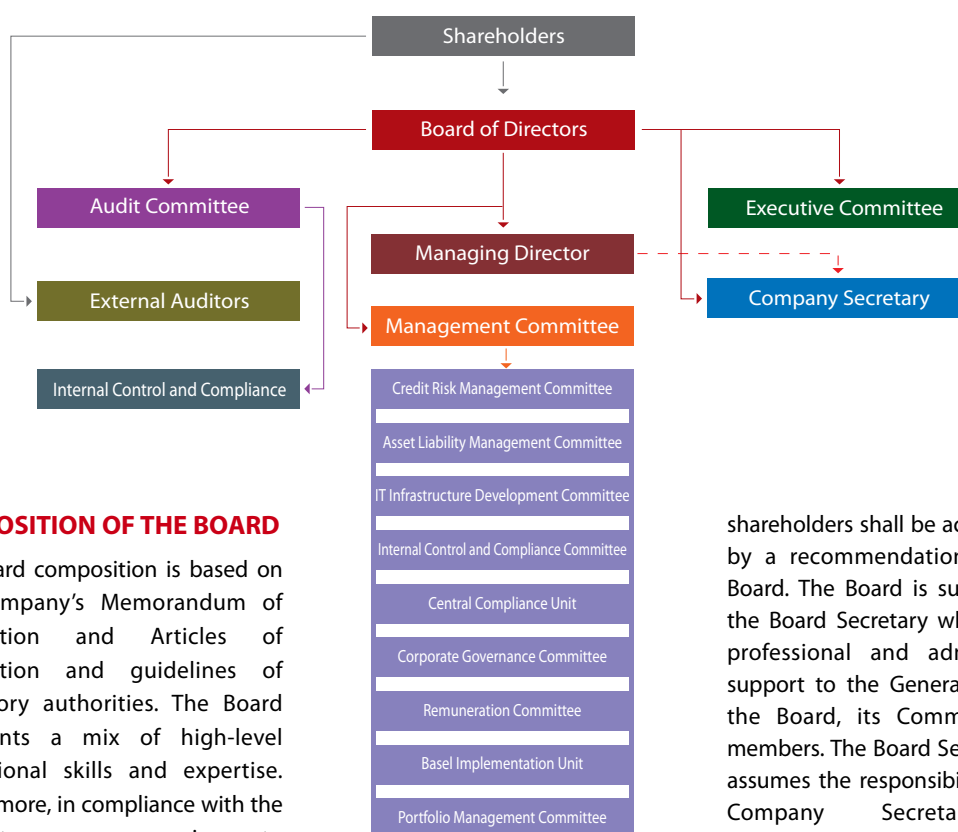 Shareholders
Board of Directors
Audit Committee
Executive Committee
Managing Director
External Auditors
Company Secretary
Management Committee
Internal Control and Compliance
Credit Risk Management Committee
Asset Liability Management Committee
IT Infrastructure Development Committee
Internal Control and Compliance Committee
Central Compliance Unit
Corporate Governance Committee
Remuneration Committee
Basel Implementation Unit
Portfolio Management Committee
OSITION OF THE BOARD
ard composition is based on
ompany's Memorandum of
tion and Articles of
tion and guidelines of
ory authorities. The Board
nts a mix of high-level
ional skills and expertise.
more, in compliance with the
shareholders shall be ac
by a recommendation
Board. The Board is su
the Board Secretary wh
professional and adr
support to the Genera
the Board, its Comm
members. The Board Se
assumes the responsibi
Company Secreta